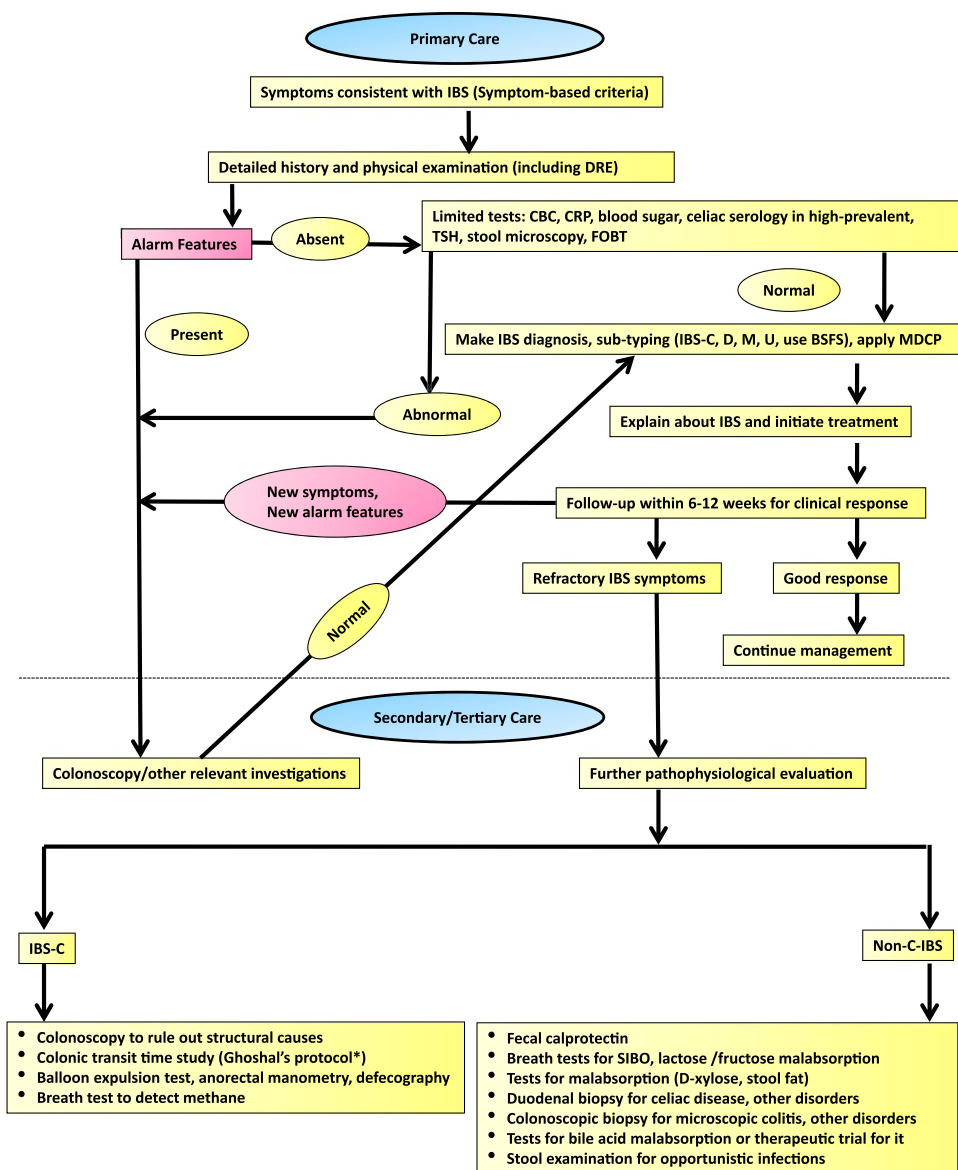 Primary Care
Symptoms consistent with IBS (Symptom-based criteria)
Detailed history and physical examination (including DRE)
Alarm Features
Absent
Limited tests: CBC, CRP, blood sugar, celiac serology in high-prevalent,
TSH, stool microscopy, FOBT
Normal
Present
Make IBS diagnosis, sub-typing (IBS-C, D, M, U, use BSFS), apply MDCP
Abnormal
Explain about IBS and initiate treatment
New symptoms,
New alarm features
Follow-up within 6-12 weeks for clinical response
Refractory IBS symptoms
Good response
Normal
Continue management
Secondary/Tertiary Care
Colonoscopy/other relevant investigations
Further pathophysiological evaluation
IBS-C
Non-C-IBS
• Colonoscopy to rule out structural causes
• Colonic transit time study (Ghoshal's protocol*)
• Balloon expulsion test, anorectal manometry, defecography
• Breath test to detect methane
• Fecal calprotectin
• Breath tests for SIBO, lactose /fructose malabsorption
• Tests for malabsorption (D-xylose, stool fat)
• Duodenal biopsy for celiac disease, other disorders
• Colonoscopic biopsy for microscopic colitis, other disorders
• Tests for bile acid malabsorption or therapeutic trial for it
• Stool examination for opportunistic infections